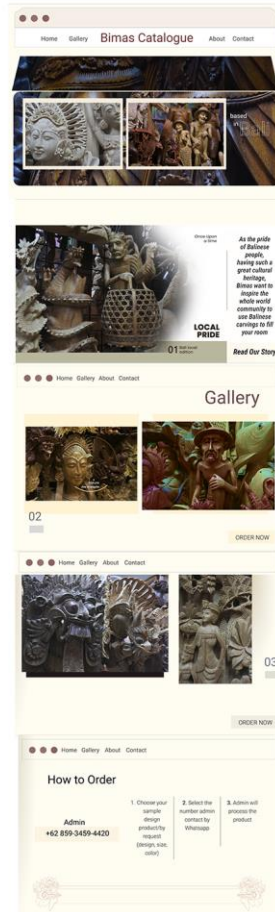 Home Gallery Bimas Catalogue About Contact
based
in Bali
As the pride
of Balinese
people,
having such a
great cultural
heritage,
Bimas want to
inspire the
whole world
community to
use Balinese
carvings to fill
your room
LOCAL
PRIDE
01
Read Our Story
Home Gallery About Contact
Gallery
02
ORDER NOW
Home Gallery About Contact
03
ORDER NOW
Home Gallery About Contact
How to Order
Admin
+62 859-3459-4420
1. Choose your
sample
design
product/by
request
(design, size,
color)
2. Select the
number admin
contact by
Whatsapp
3. Admin will
process the
product